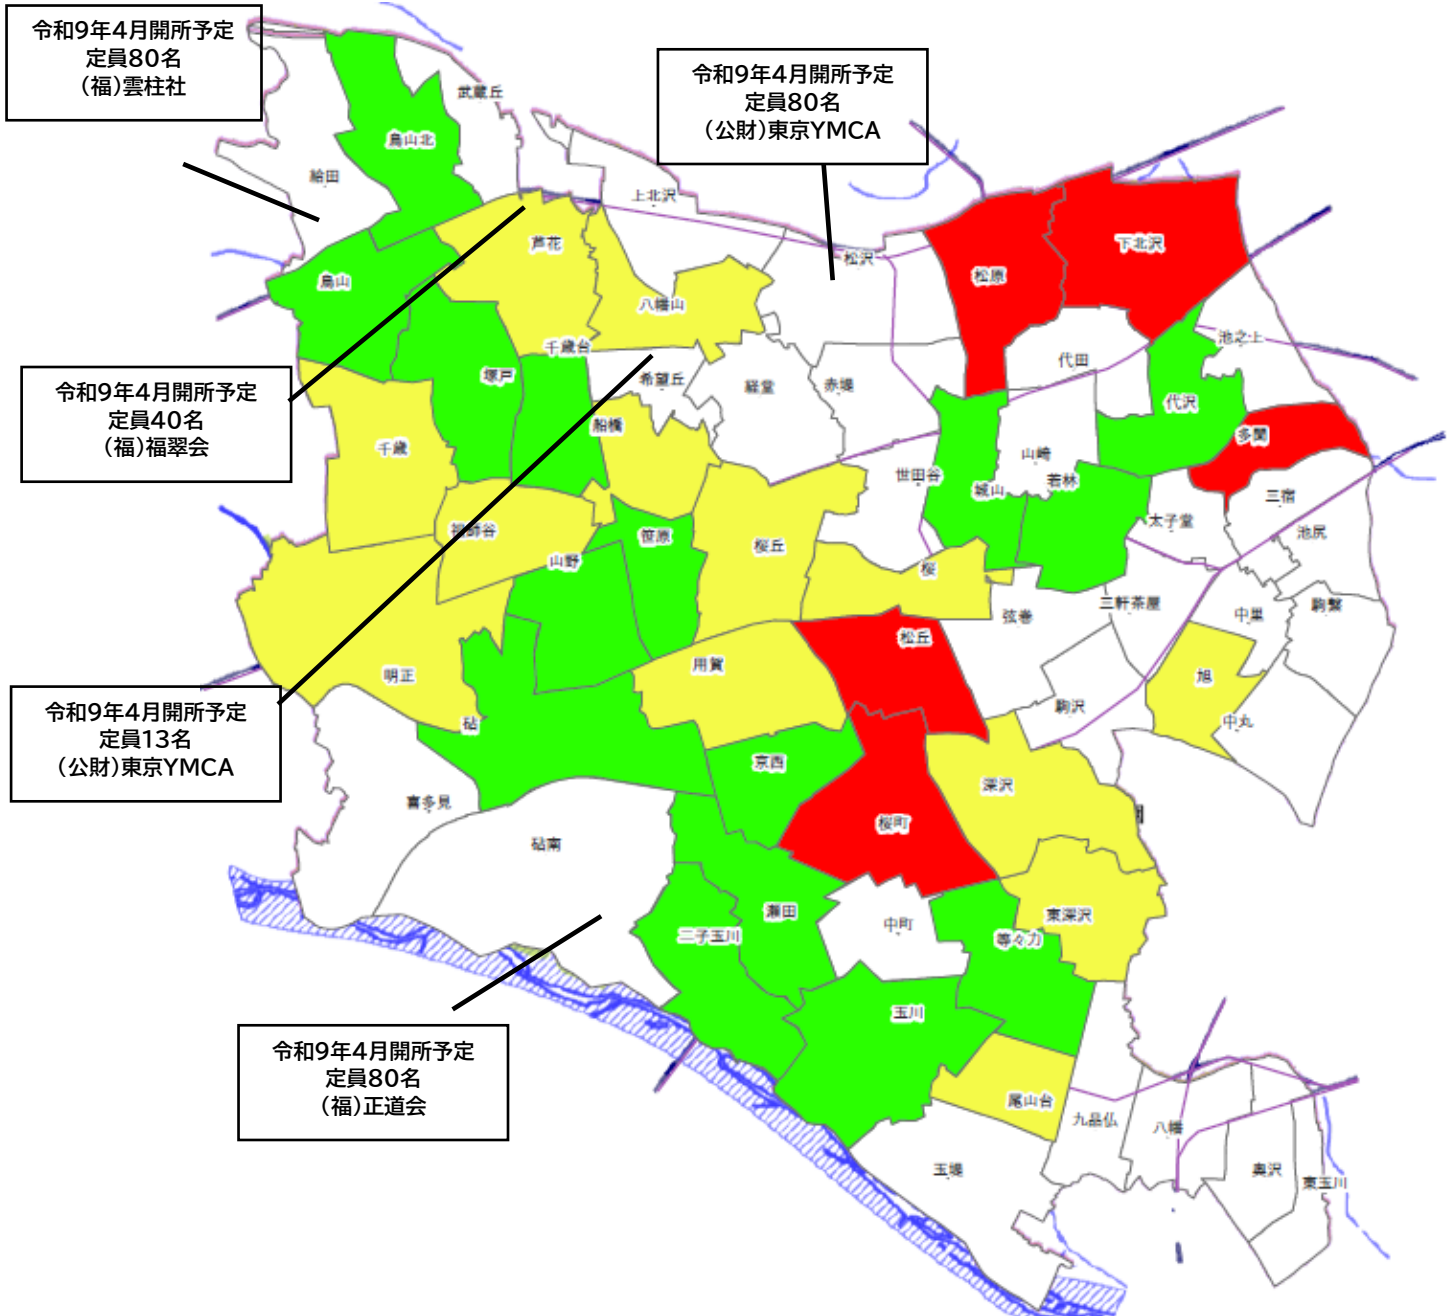 令和9年4月開所予定
定員80名
（福）雲柱社
令和9年4月開所予定
定員80名
（公財）東京YMCA
武蔵丘
烏山北
給田
上北沢
芦花
松沢
下北沢
松原
烏山
八幡山
池之上
千歳台
代田
塚戸
希望丘
経堂
赤堤
令和9年4月開所予定
定員40名
（福）福翠会
代沢
船橋
多聞
千歳
山崎
世田谷
若林
城山
三宿
太子堂
祖師谷
笹原
池尻
桜丘
山野
桜
三軒茶屋
中里
駒繋
弦巻
松丘
用賀
明正
旭
駒沢
中丸
砧
令和9年4月開所予定
定員13名
（公財）東京YMCA
京西
深沢
喜多見
桜町
砧南
瀬田
東深沢
中町
二子玉川
等々力
玉川
令和9年4月開所予定
定員80名
（福）正道会
尾山台
九品仏
八幡
玉堤
奥沢
東玉川